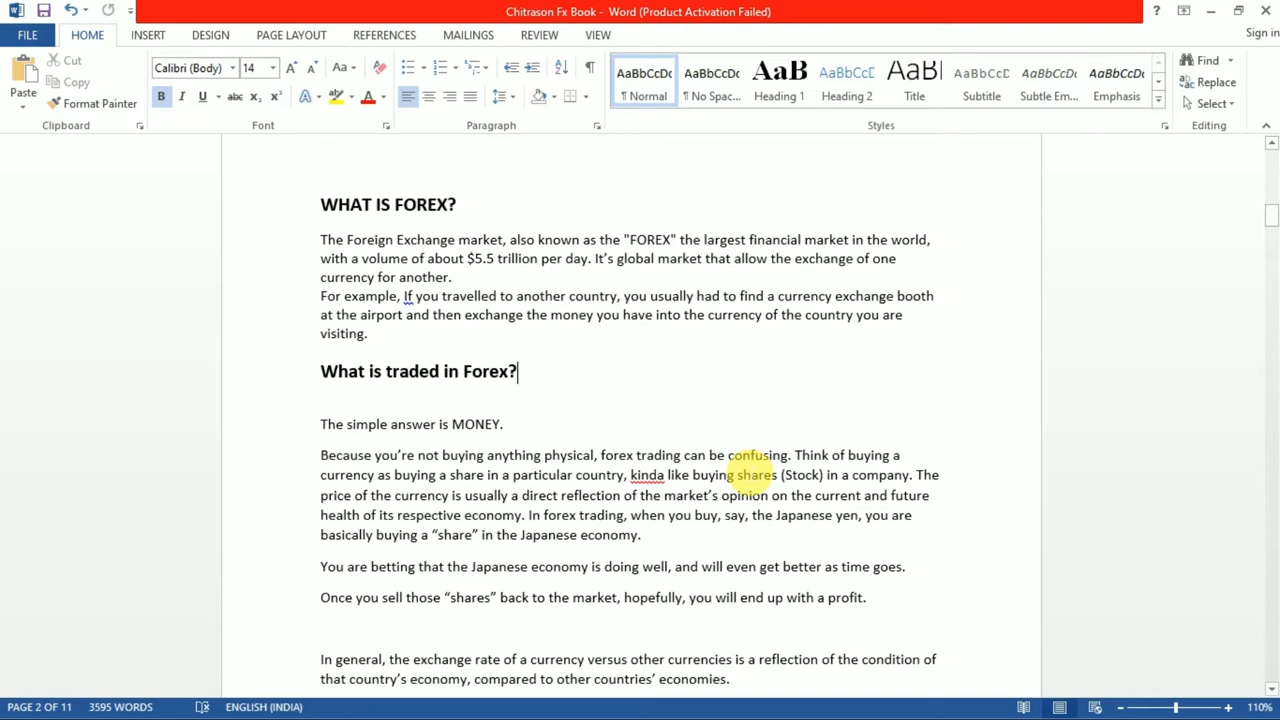 Chitrason Fx Book - Word (Product Activation Failed)
FILE HOME INSERT DESIGN PAGE LAYOUT REFERENCES MAILINGS REVIEW VIEW Sign in
Paste Cut Copy Format Painter
Calibri (Body) 14
AaBbCcDc AaBbCcDc AaB AaBbCcD AaB AaBbCcD AaBbCcDc AaBbCcDc
¶ Normal ¶ No Spac... Heading 1 Heading 2 Title Subtitle Subtle Em... Emphasis
Find Replace Select
Clipboard Font Paragraph Styles Editing
WHAT IS FOREX?
The Foreign Exchange market, also known as the "FOREX" the largest financial market in the world,
with a volume of about $5.5 trillion per day. It’s global market that allow the exchange of one
currency for another.
For example, If you travelled to another country, you usually had to find a currency exchange booth
at the airport and then exchange the money you have into the currency of the country you are
visiting.
What is traded in Forex?
The simple answer is MONEY.
Because you’re not buying anything physical, forex trading can be confusing. Think of buying a
currency as buying a share in a particular country, kinda like buying shares (Stock) in a company. The
price of the currency is usually a direct reflection of the market’s opinion on the current and future
health of its respective economy. In forex trading, when you buy, say, the Japanese yen, you are
basically buying a “share” in the Japanese economy.
You are betting that the Japanese economy is doing well, and will even get better as time goes.
Once you sell those “shares” back to the market, hopefully, you will end up with a profit.
In general, the exchange rate of a currency versus other currencies is a reflection of the condition of
that country’s economy, compared to other countries’ economies.
PAGE 2 OF 11 3595 WORDS ENGLISH (INDIA) 110%